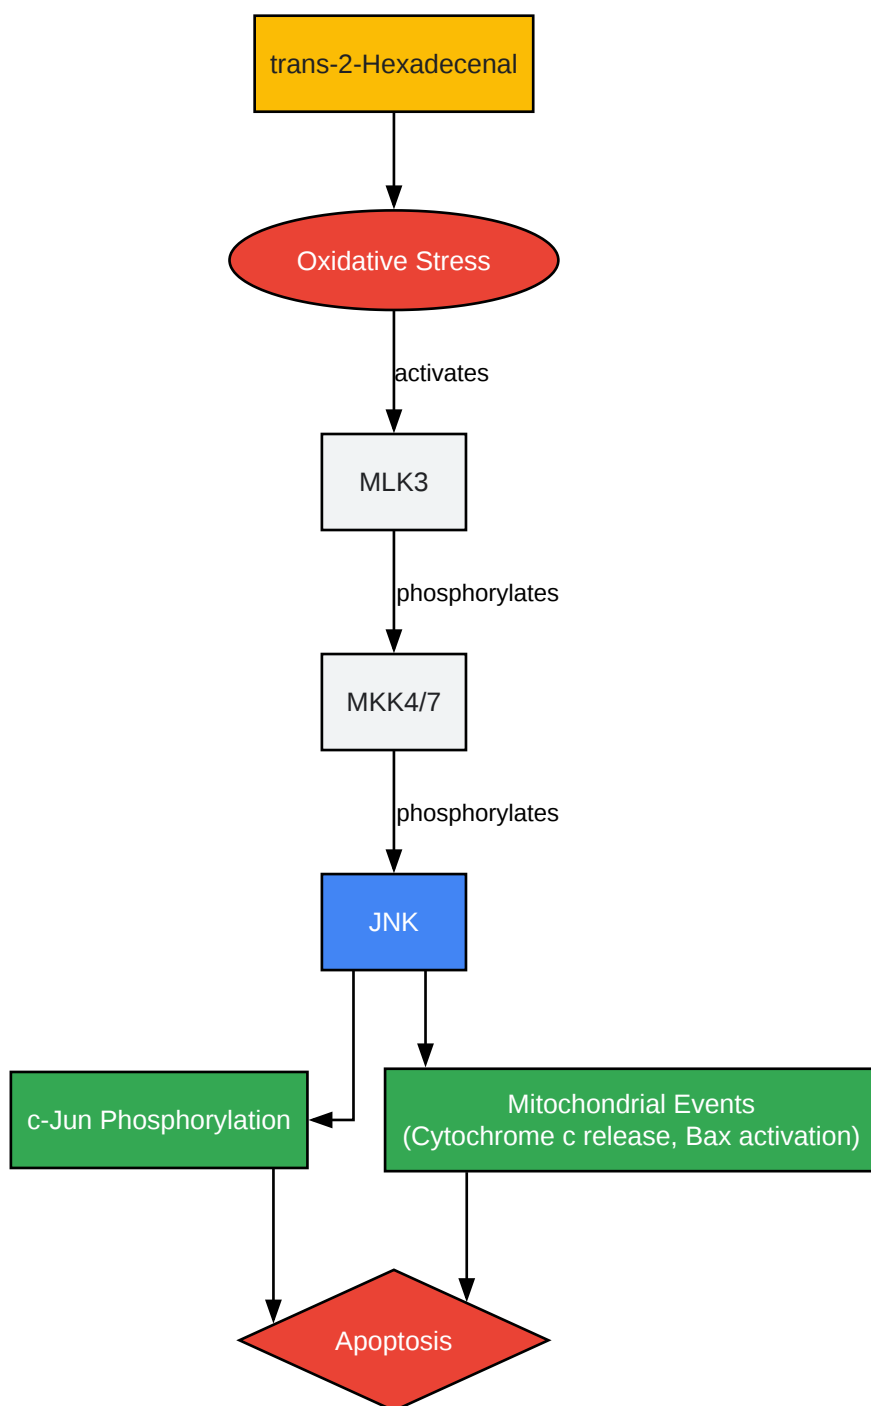 trans-2-Hexadecenal
Oxidative Stress
activates
MLK3
phosphorylates
MKK4/7
phosphorylates
JNK
c-Jun Phosphorylation
Mitochondrial Events
(Cytochrome c release, Bax activation)
Apoptosis